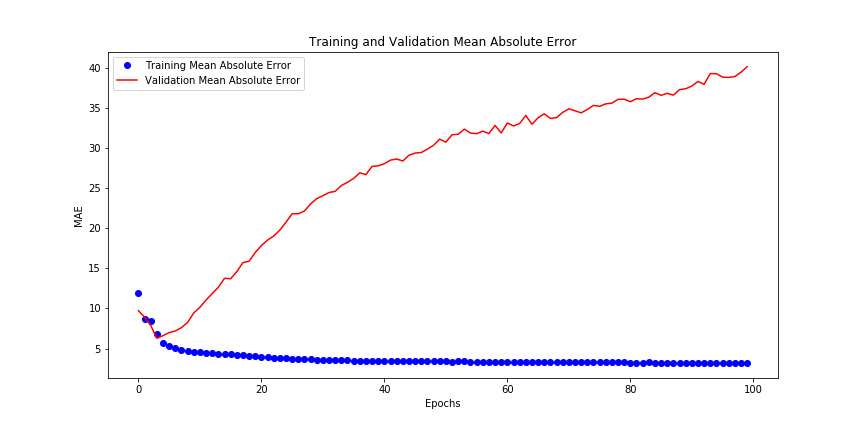 Training and Validation Mean Absolute Error
Training Mean Absolute Error
Validation Mean Absolute Error
MAE
40
35
30
25
20
15
10
5
0 20 40 60 80 100
Epochs